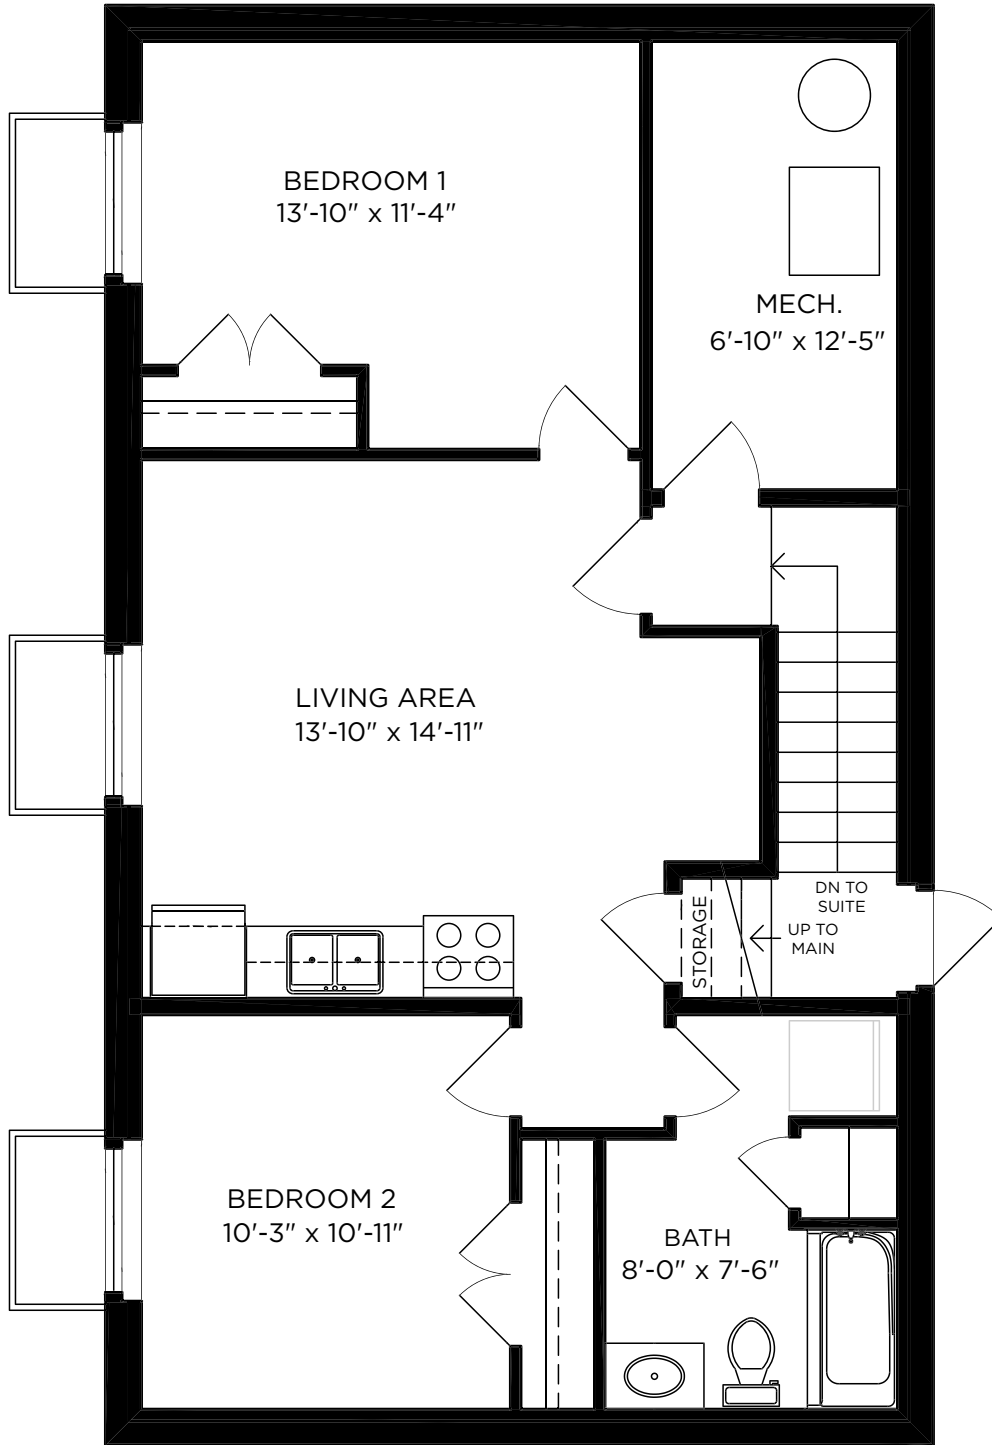 BEDROOM 1
13'-10" x 11'-4"
MECH.
6'-10" x 12'-5"
LIVING AREA
13'-10" x 14'-11"
DN TO
SUITE
STORAGE
UP TO
MAIN
BEDROOM 2
10'-3" x 10'-11"
BATH
8'-0" x 7'-6"